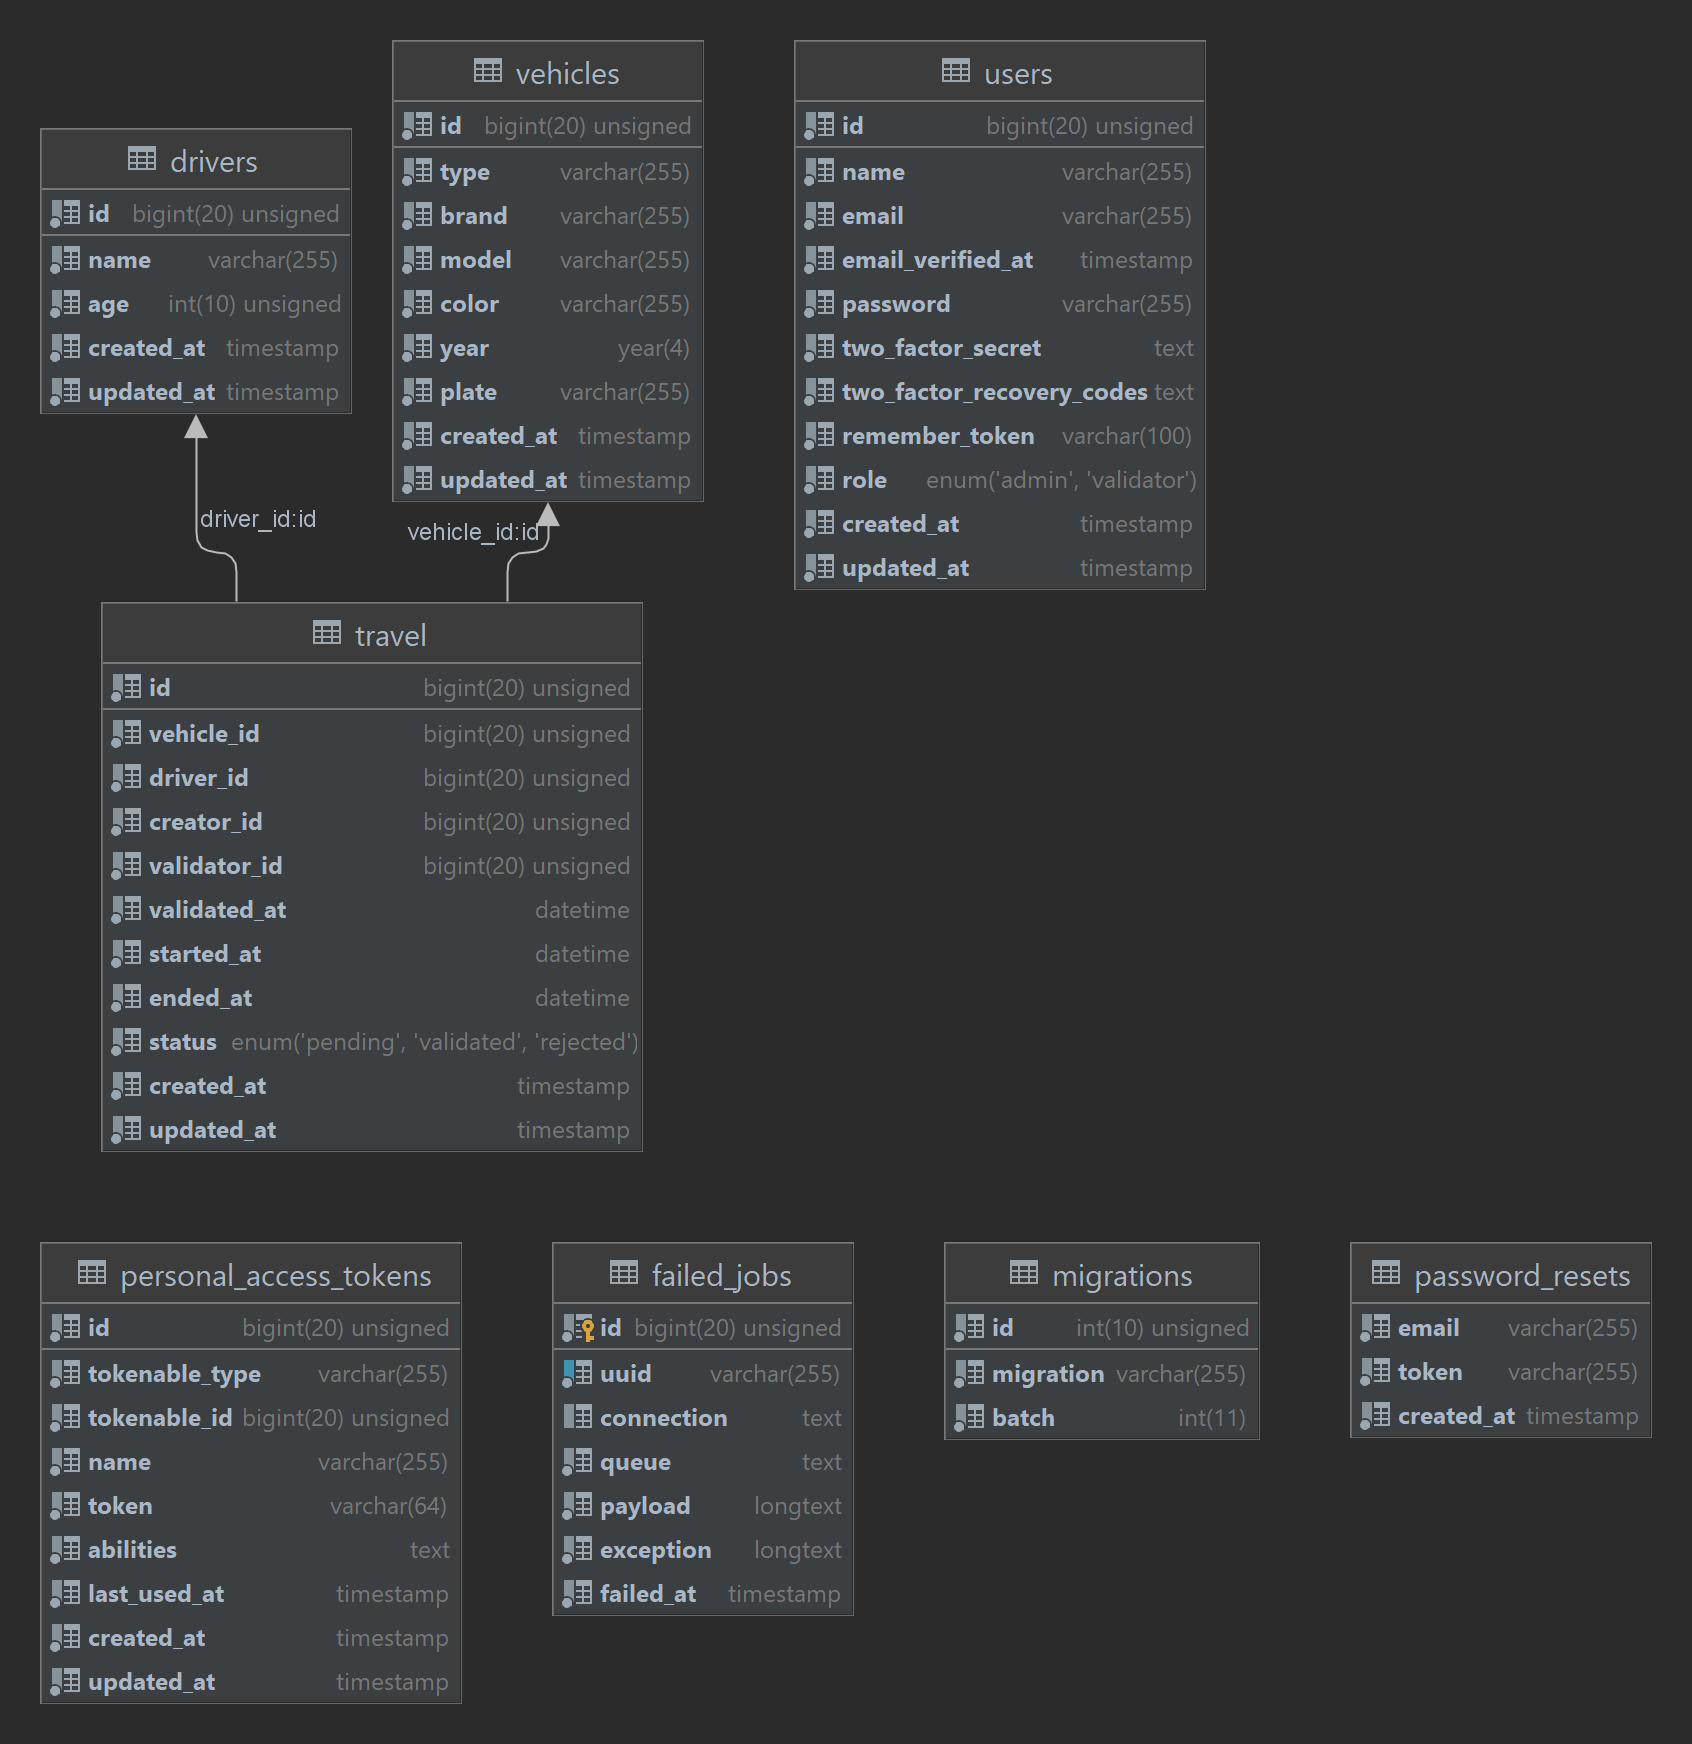 drivers
id bigint(20) unsigned
name varchar(255)
age int(10) unsigned
created_at timestamp
updated_at timestamp
vehicles
id bigint(20) unsigned
type varchar(255)
brand varchar(255)
model varchar(255)
color varchar(255)
year year(4)
plate varchar(255)
created_at timestamp
updated_at timestamp
users
id bigint(20) unsigned
name varchar(255)
email varchar(255)
email_verified_at timestamp
password varchar(255)
two_factor_secret text
two_factor_recovery_codes text
remember_token varchar(100)
role enum('admin', 'validator')
created_at timestamp
updated_at timestamp
driver_id:id
vehicle_id:id
travel
id bigint(20) unsigned
vehicle_id bigint(20) unsigned
driver_id bigint(20) unsigned
creator_id bigint(20) unsigned
validator_id bigint(20) unsigned
validated_at datetime
started_at datetime
ended_at datetime
status enum('pending', 'validated', 'rejected')
created_at timestamp
updated_at timestamp
personal_access_tokens
id bigint(20) unsigned
tokenable_type varchar(255)
tokenable_id bigint(20) unsigned
name varchar(255)
token varchar(64)
abilities text
last_used_at timestamp
created_at timestamp
updated_at timestamp
failed_jobs
id bigint(20) unsigned
uuid varchar(255)
connection text
queue text
payload longtext
exception longtext
failed_at timestamp
migrations
id int(10) unsigned
migration varchar(255)
batch int(11)
password_resets
email varchar(255)
token varchar(255)
created_at timestamp